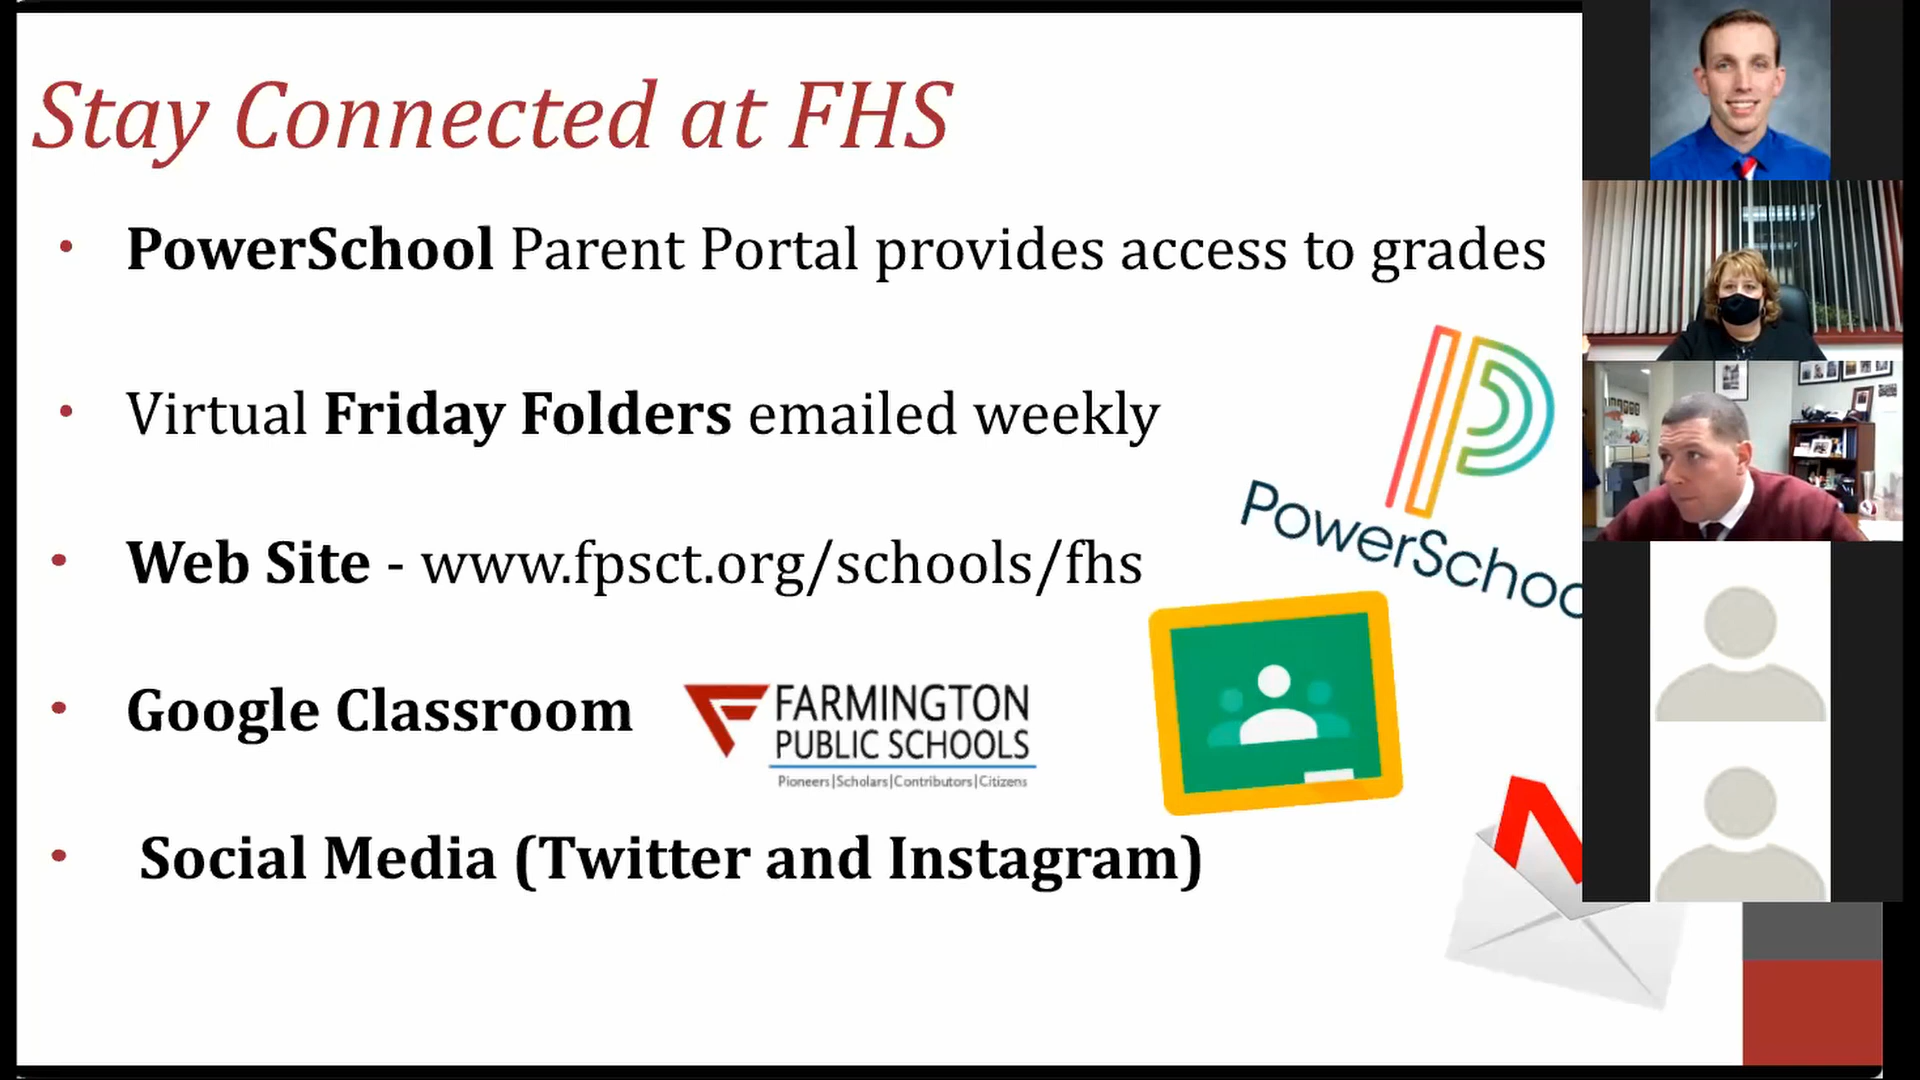 Stay Connected at FHS
• PowerSchool Parent Portal provides access to grades
• Virtual Friday Folders emailed weekly
PowerSchoo
• Web Site - www.fpsct.org/schools/fhs
• Google Classroom
FARMINGTON
PUBLIC SCHOOLS
Pioneers|Scholars|Contributors|Citizens
• Social Media (Twitter and Instagram)